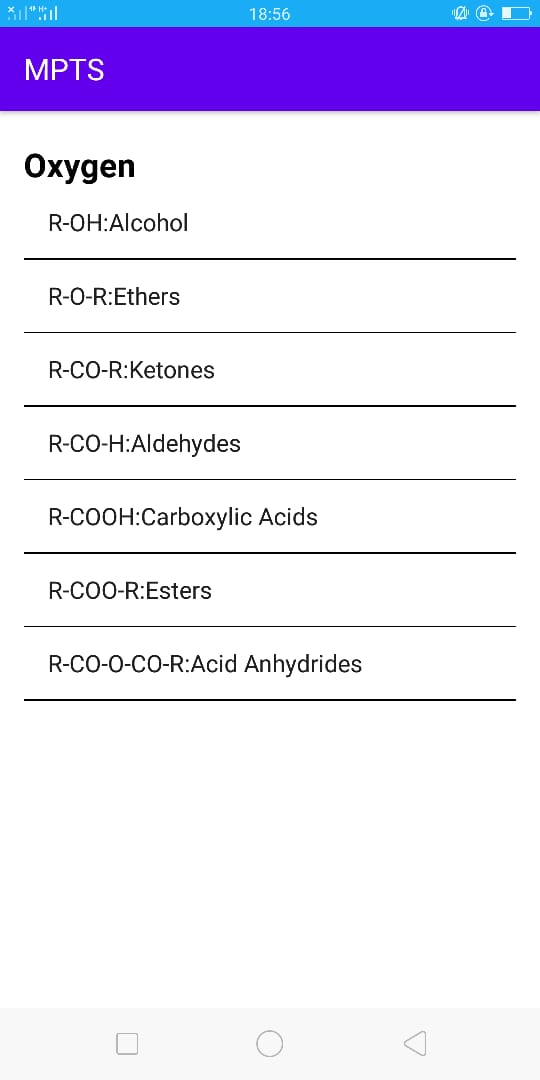 18:56
MPTS
Oxygen
R-OH:Alcohol
R-O-R:Ethers
R-CO-R:Ketones
R-CO-H:Aldehydes
R-COOH:Carboxylic Acids
R-COO-R:Esters
R-CO-O-CO-R:Acid Anhydrides